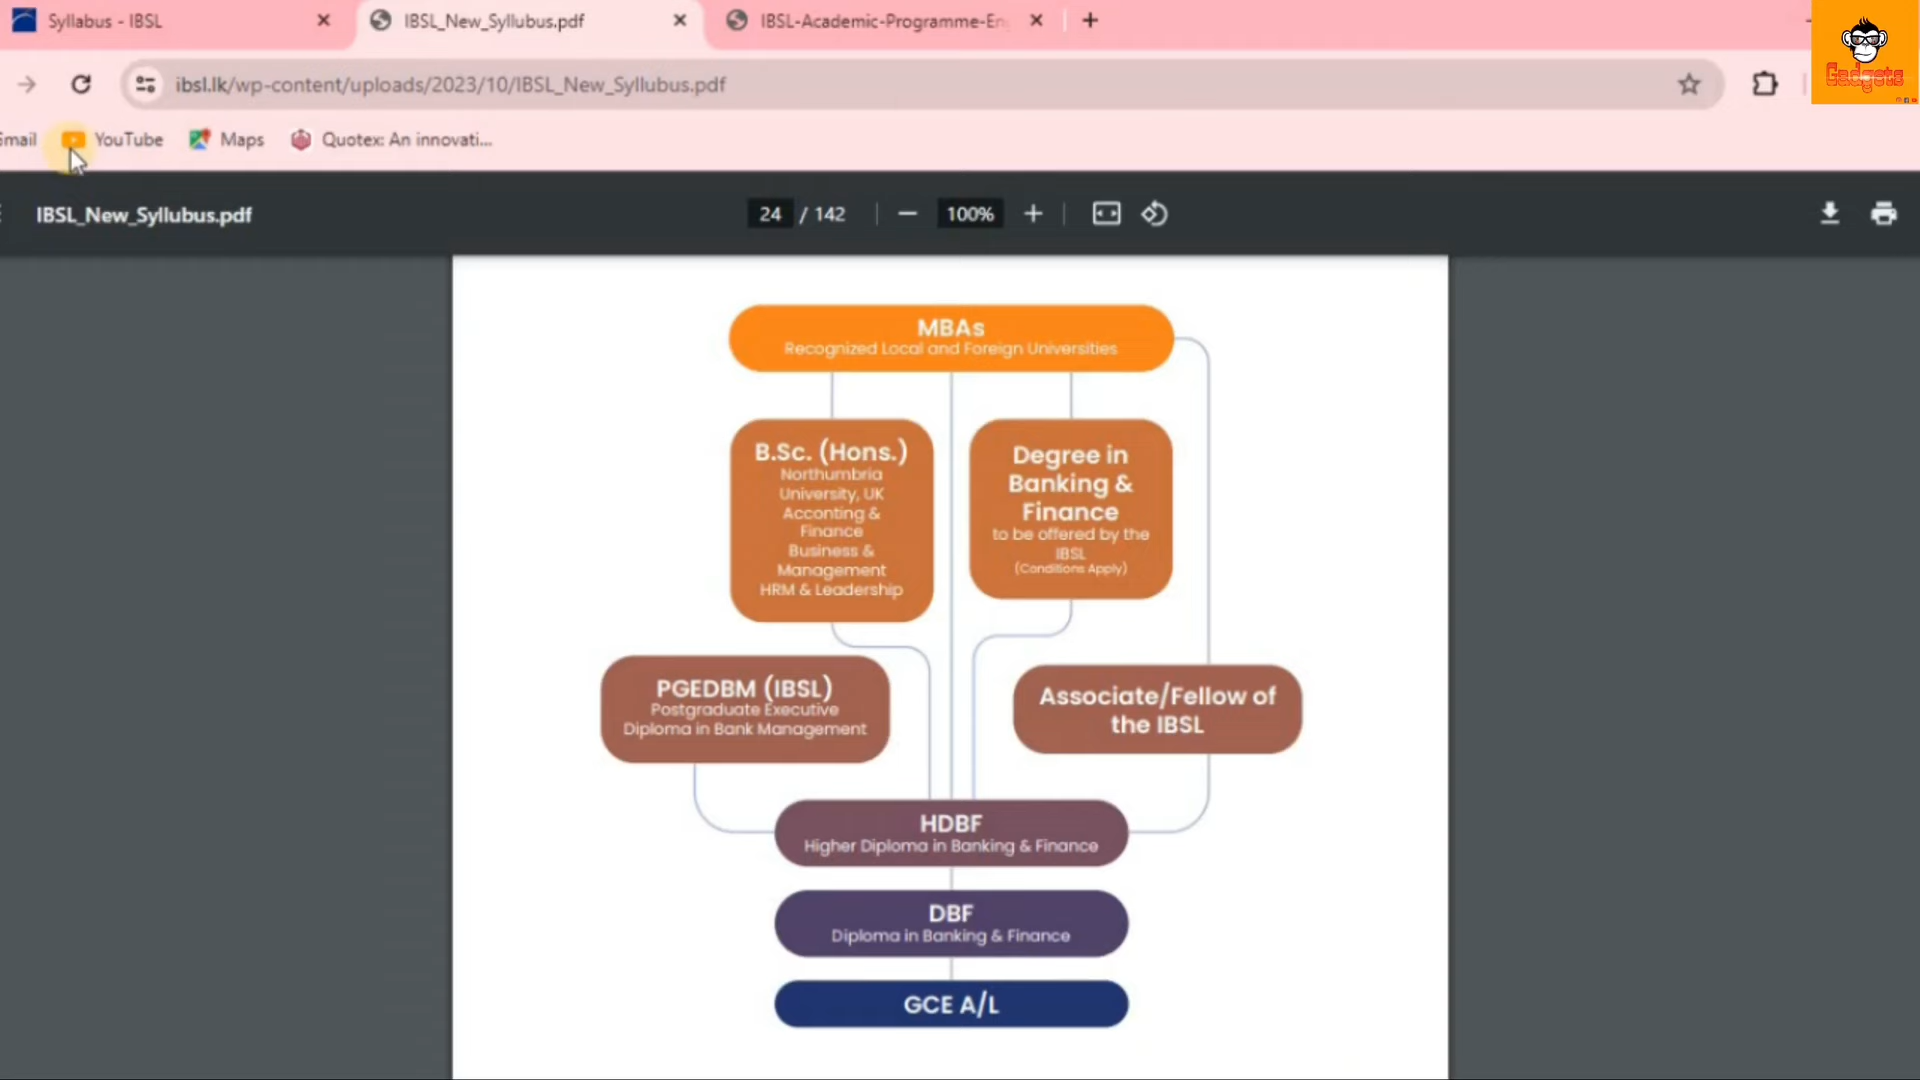 Syllabus - IBSL
IBSL_New_Syllubus.pdf
IBSL-Academic-Programme-En
Gadgets
ibsl.lk/wp-content/uploads/2023/10/IBSL_New_Syllubus.pdf
YouTube
Maps
Quotex: An innovati...
IBSL_New_Syllubus.pdf
24 / 142
100%
MBAs
Recognized Local and Foreign Universities
B.Sc. (Hons.)
Northumbria
University, UK
Acconting &
Finance
Business &
Management
HRM & Leadership
Degree in
Banking &
Finance
to be offered by the
IBSL
(Conditions Apply)
PGEDBM (IBSL)
Postgraduate Executive
Diploma in Bank Management
Associate/Fellow of
the IBSL
HDBF
Higher Diploma in Banking & Finance
DBF
Diploma in Banking & Finance
GCE A/L